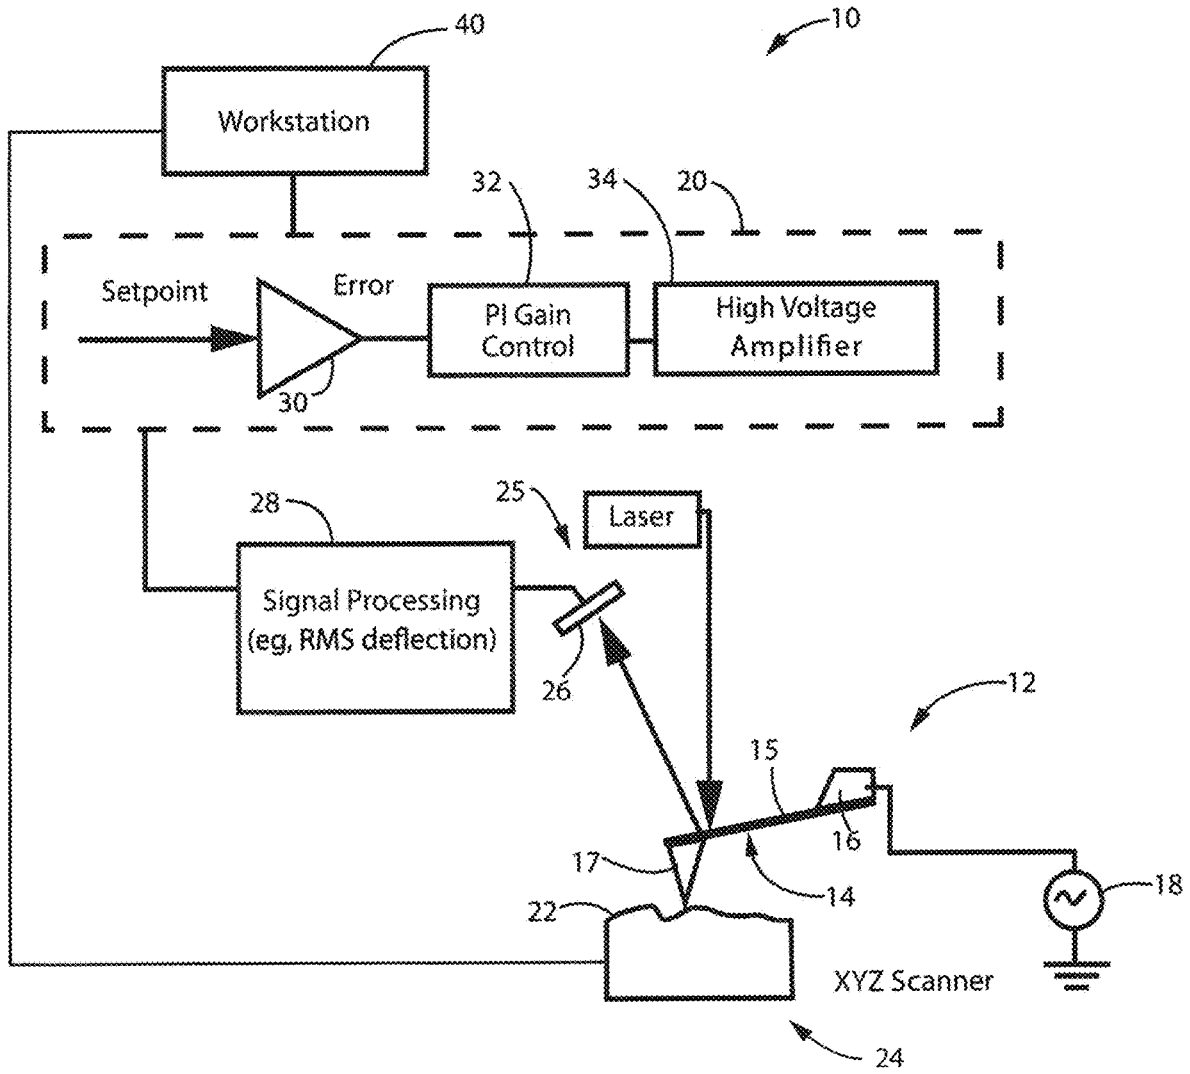 40
10
Workstation
32
34
20
Setpoint
Error
PI Gain
Control
High Voltage
Amplifier
30
25
28
Laser
Signal Processing
(eg, RMS deflection)
26
12
15
16
17
14
18
22
XYZ Scanner
24